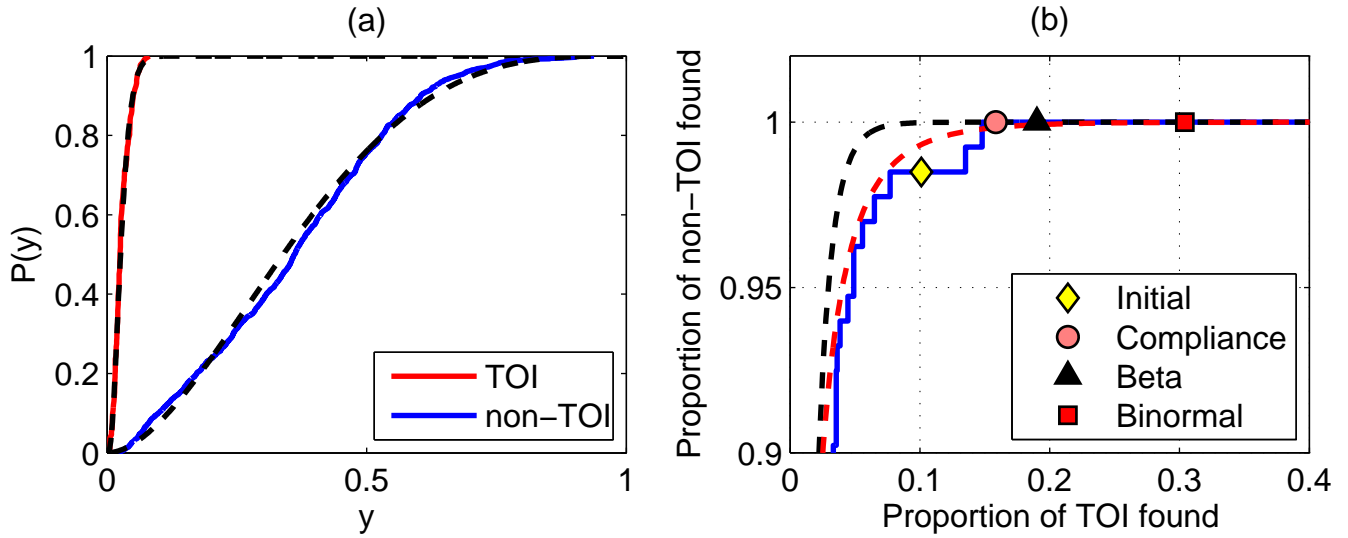 (a)
1
0.8
0.6
0.4
0.2
0
0
0.5
1
P(y)
y
TOI
non−TOI
(b)
1
0.95
0.9
0
0.1
0.2
0.3
0.4
Proportion of non−TOI found
Proportion of TOI found
Initial
Compliance
Beta
Binormal